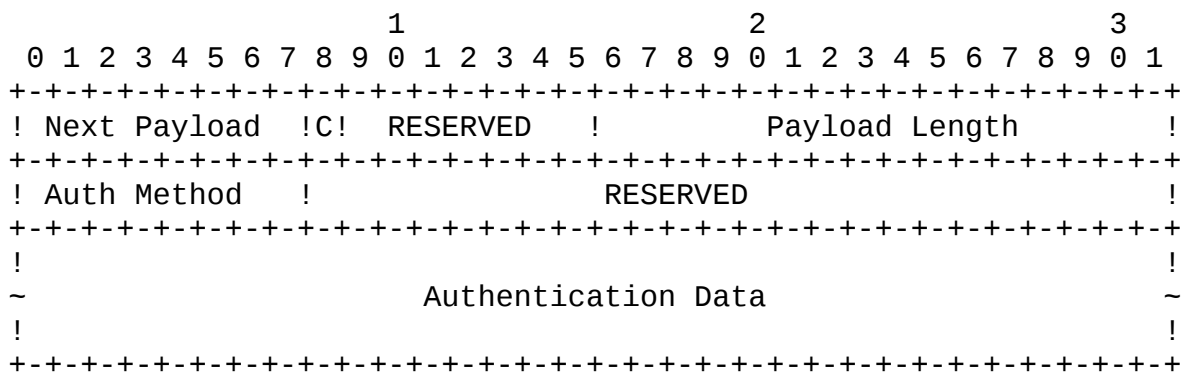 1                   2                   3
 0 1 2 3 4 5 6 7 8 9 0 1 2 3 4 5 6 7 8 9 0 1 2 3 4 5 6 7 8 9 0 1
+-+-+-+-+-+-+-+-+-+-+-+-+-+-+-+-+-+-+-+-+-+-+-+-+-+-+-+-+-+-+-+-+
! Next Payload  !C!  RESERVED   !         Payload Length        !
+-+-+-+-+-+-+-+-+-+-+-+-+-+-+-+-+-+-+-+-+-+-+-+-+-+-+-+-+-+-+-+-+
! Auth Method   !                RESERVED                       !
+-+-+-+-+-+-+-+-+-+-+-+-+-+-+-+-+-+-+-+-+-+-+-+-+-+-+-+-+-+-+-+-+
!                                                               !
~                      Authentication Data                      ~
!                                                               !
+-+-+-+-+-+-+-+-+-+-+-+-+-+-+-+-+-+-+-+-+-+-+-+-+-+-+-+-+-+-+-+-+